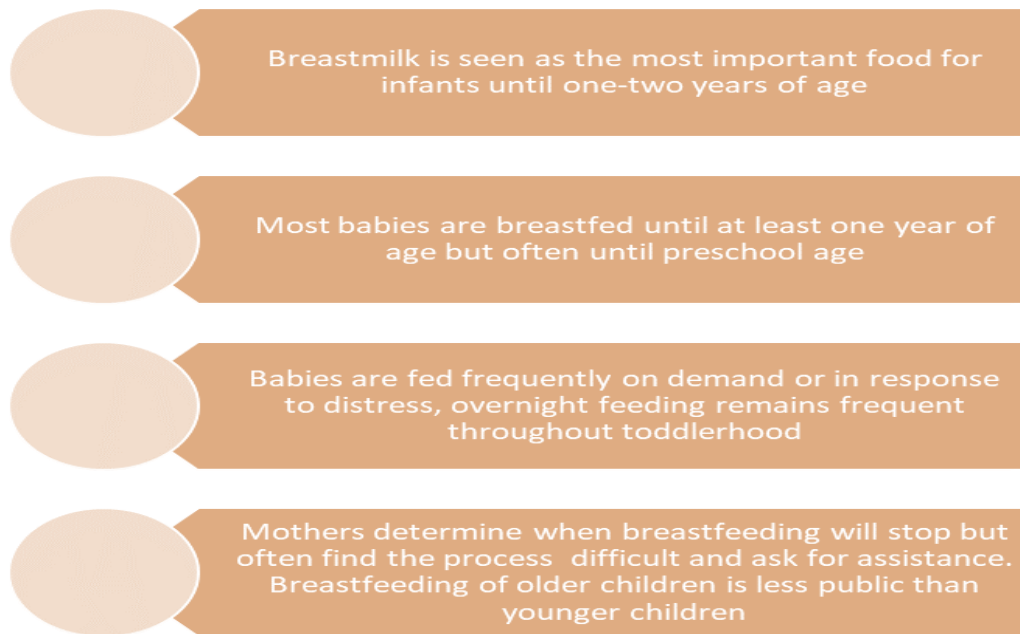 Breastmilk is seen as the most important food for
infants until one-two years of age
Most babies are breastfed until at least one year of
age but often until preschool age
Babies are fed frequently on demand or in response
to distress, overnight feeding remains frequent
throughout toddlerhood
Mothers determine when breastfeeding will stop but
often find the process  difficult and ask for assistance.
Breastfeeding of older children is less public than
younger children